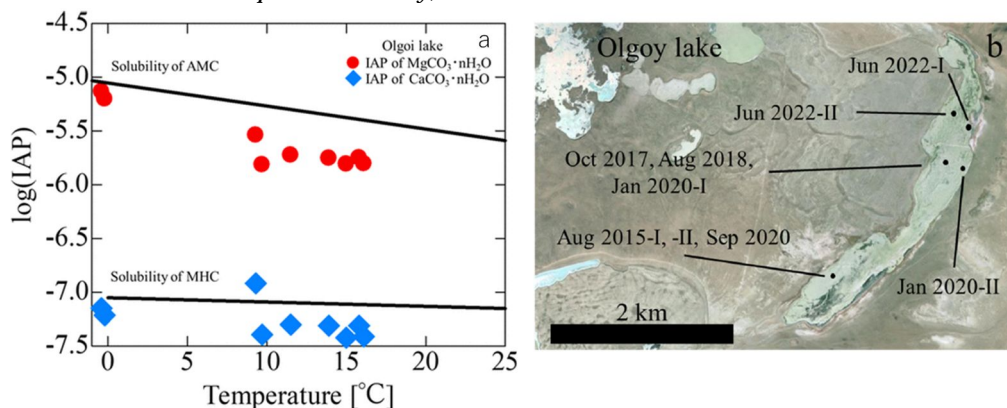 -4.5
-5.0
-5.5
-6.0
-6.5
-7.0
-7.5
log(IAP)
a
Olgoi lake
IAP of MgCO₃·nH₂O
IAP of CaCO₃·nH₂O
Solubility of AMC
Solubility of MHC
0 5 10 15 20 25
Temperature [°C]
b
Olgoy lake
Jun 2022-I
Jun 2022-II
Oct 2017, Aug 2018,
Jan 2020-I
Aug 2015-I, -II, Sep 2020
Jan 2020-II
2 km